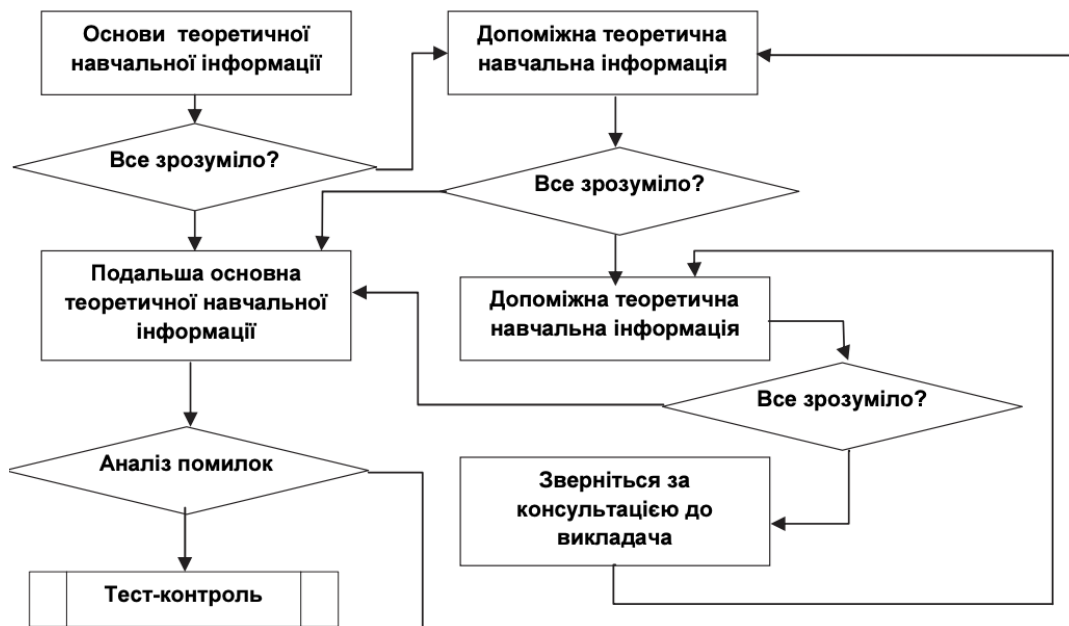 Основи теоретичної
навчальної інформації
Допоміжна теоретична
навчальна інформація
Все зрозуміло?
Все зрозуміло?
Подальша основна
теоретичної навчальної
інформації
Допоміжна теоретична
навчальна інформація
Все зрозуміло?
Аналіз помилок
Зверніться за
консультацією до
викладача
Тест-контроль